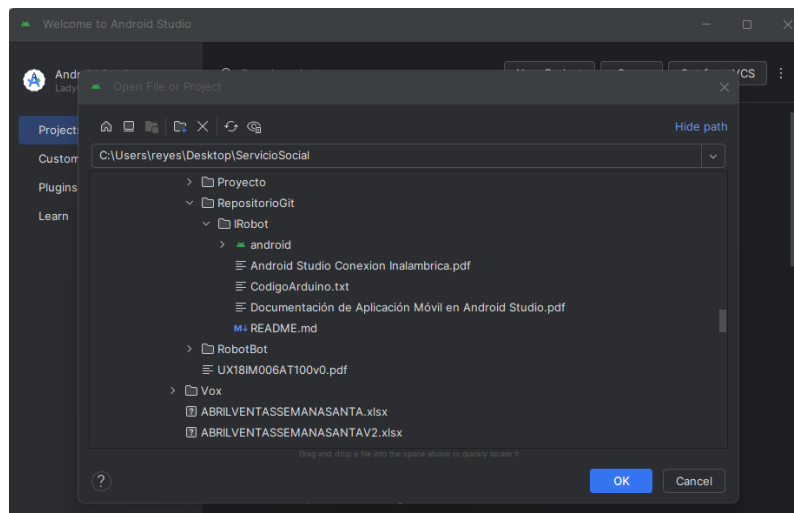 Welcome to Android Studio
Open File or Project
Projects
Hide path
C:\Users\reyes\Desktop\ServicioSocial
Custom
Proyecto
Plugins
RepositorioGit
Learn
IRobot
android
Android Studio Conexion Inalambrica.pdf
CodigoArduino.txt
Documentación de Aplicación Móvil en Android Studio.pdf
M↓ README.md
RobotBot
UX18IM006AT100v0.pdf
Vox
ABRILVENTASSEMANASANTA.xlsx
ABRILVENTASSEMANASANTAV2.xlsx
Drag and drop a file into the space above to quickly locate it
? OK Cancel